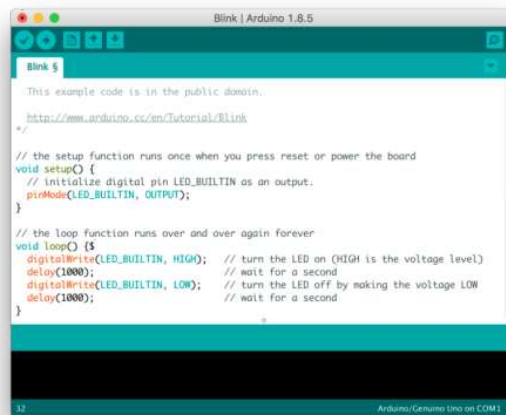 Blink | Arduino 1.8.5
Blink §
This example code is in the public domain.
http://www.arduino.cc/en/Tutorial/Blink
*/
// the setup function runs once when you press reset or power the board
void setup() {
// initialize digital pin LED_BUILTIN as an output.
pinMode(LED_BUILTIN, OUTPUT);
}
// the loop function runs over and over again forever
void loop() {$
digitalWrite(LED_BUILTIN, HIGH); // turn the LED on (HIGH is the voltage level)
delay(1000); // wait for a second
digitalWrite(LED_BUILTIN, LOW); // turn the LED off by making the voltage LOW
delay(1000); // wait for a second
}
32 Arduino/Genuino Uno on COM1